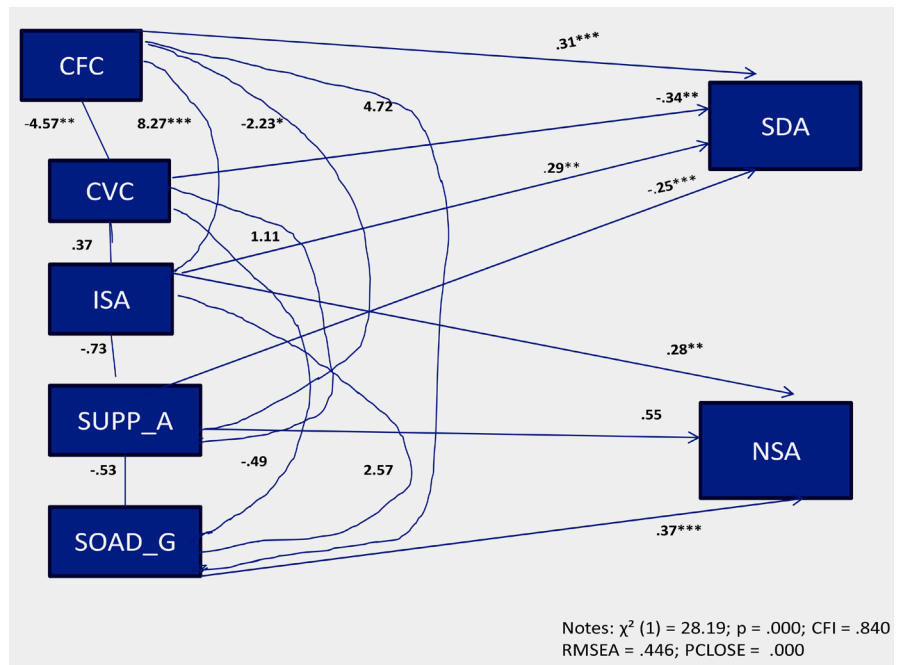 CFC
.31***
SDA
4.72
-.34**
-4.57**
8.27***
-2.23*
.29**
CVC
-.25***
.37
1.11
ISA
-.73
.28**
SUPP_A
.55
NSA
-.53
-.49
2.57
SOAD_G
.37***
Notes: χ² (1) = 28.19; p = .000; CFI = .840
RMSEA = .446; PCLOSE = .000